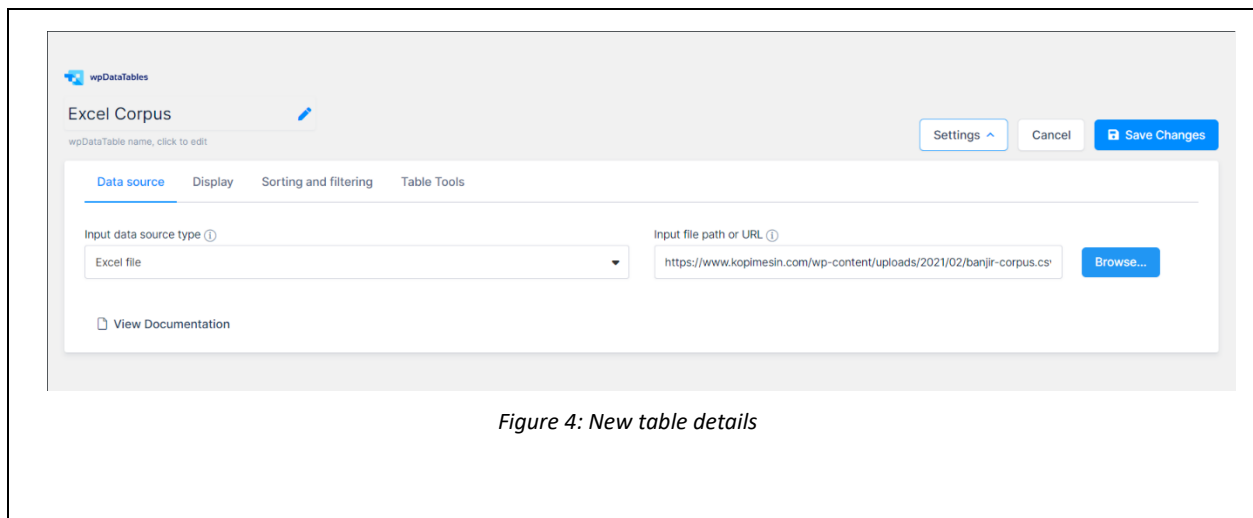 wpDataTables
Excel Corpus
wpDataTable name, click to edit
Settings
Cancel
Save Changes
Data source
Display
Sorting and filtering
Table Tools
Input data source type
Input file path or URL
Excel file
https://www.kopimesin.com/wp-content/uploads/2021/02/banjir-corpus.cs
Browse...
View Documentation
Figure 4: New table details